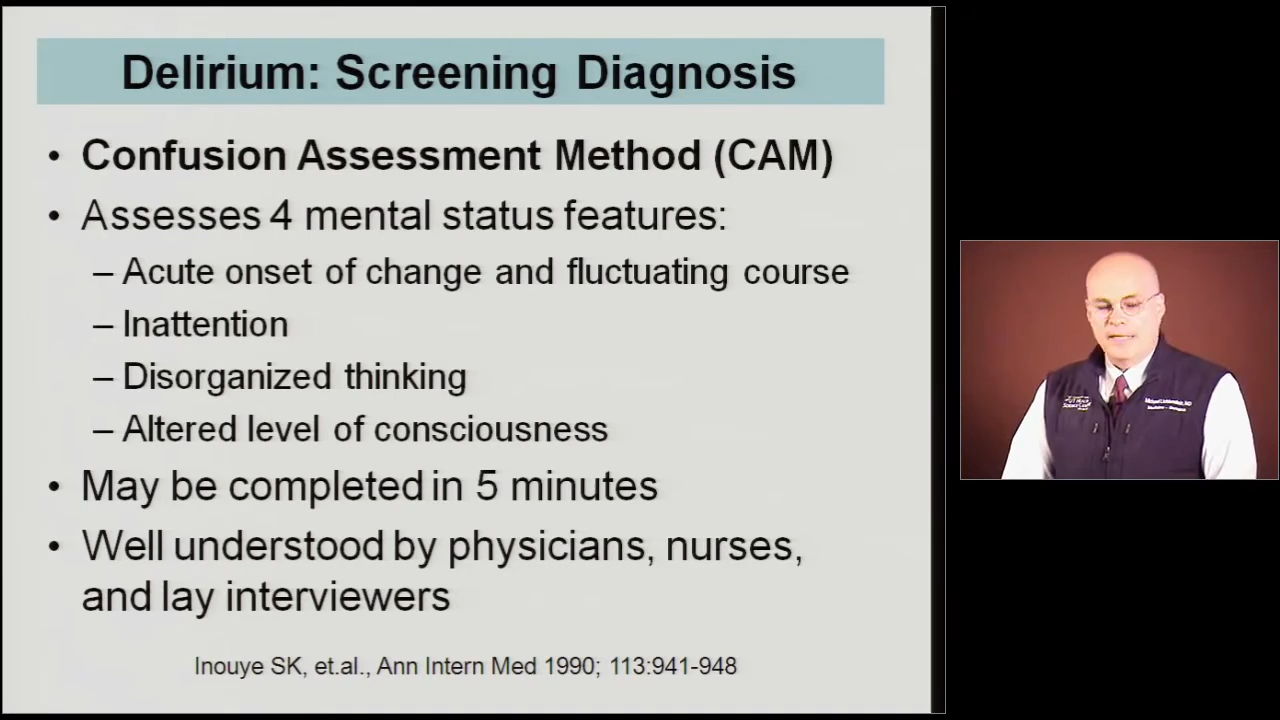 Delirium: Screening Diagnosis
• Confusion Assessment Method (CAM)
• Assesses 4 mental status features:
– Acute onset of change and fluctuating course
– Inattention
– Disorganized thinking
– Altered level of consciousness
• May be completed in 5 minutes
• Well understood by physicians, nurses,
and lay interviewers
Inouye SK, et.al., Ann Intern Med 1990; 113:941-948